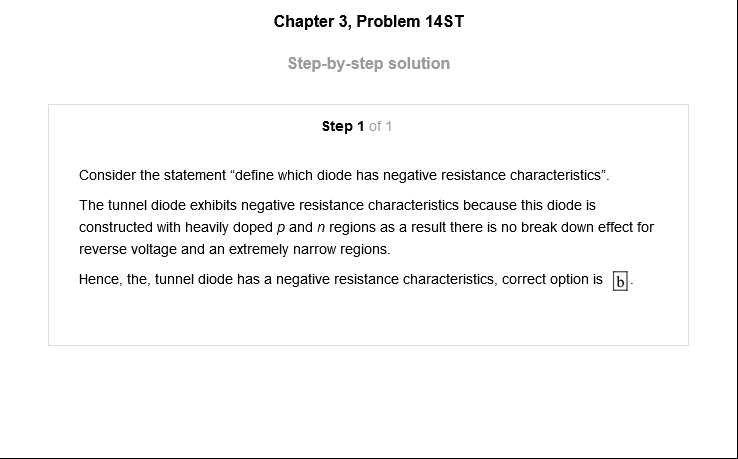 Chapter 3, Problem 14ST
Step-by-step solution
Step 1 of 1
Consider the statement “define which diode has negative resistance characteristics”.
The tunnel diode exhibits negative resistance characteristics because this diode is
constructed with heavily doped p and n regions as a result there is no break down effect for
reverse voltage and an extremely narrow regions.
Hence, the, tunnel diode has a negative resistance characteristics, correct option is b.